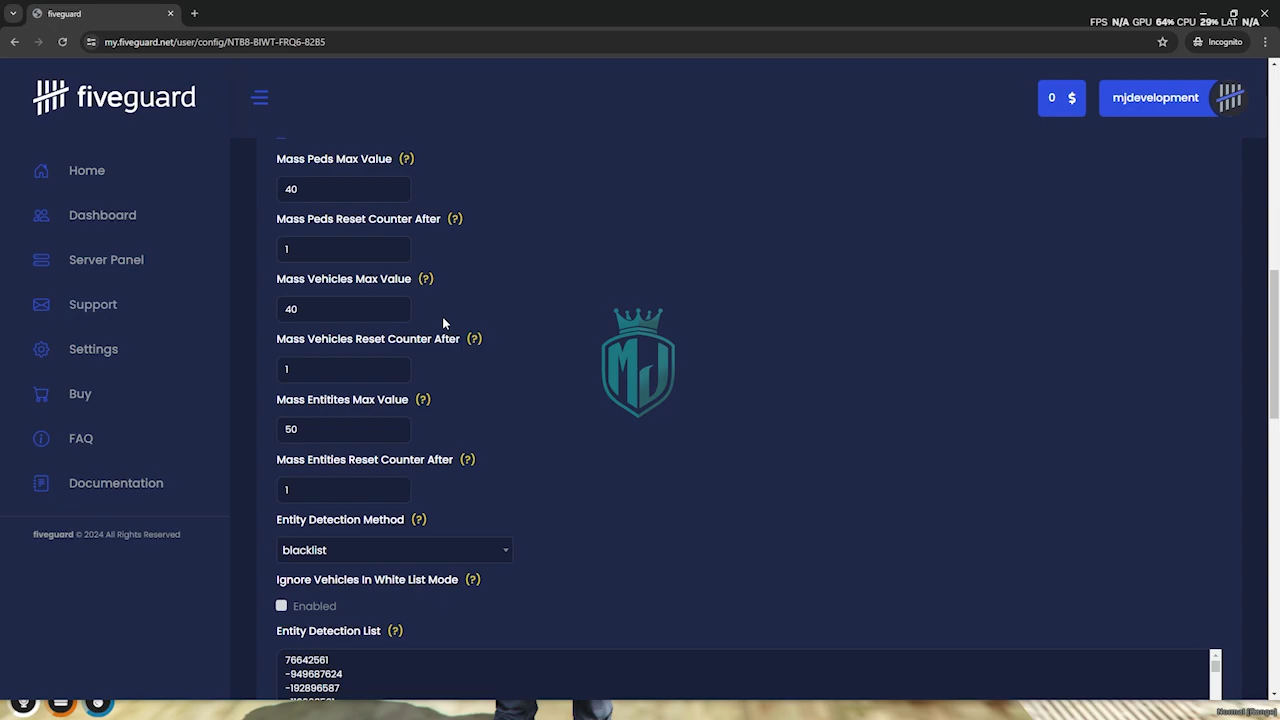 fiveguard
FPS N/A GPU 64% CPU 29% LAT N/A
my.fiveguard.net/user/config/NTB8-BIWT-FRQ6-82B5
Incognito
fiveguard
0 $
mjdevelopment
Home
Dashboard
Server Panel
Support
Settings
Buy
FAQ
Documentation
fiveguard © 2024 All Rights Reserved
Mass Peds Max Value (?)
40
Mass Peds Reset Counter After (?)
1
Mass Vehicles Max Value (?)
40
Mass Vehicles Reset Counter After (?)
1
Mass Entitites Max Value (?)
50
Mass Entities Reset Counter After (?)
1
Entity Detection Method (?)
blacklist
Ignore Vehicles In White List Mode (?)
Enabled
Entity Detection List (?)
76642561
-949687624
-192896587
MJ